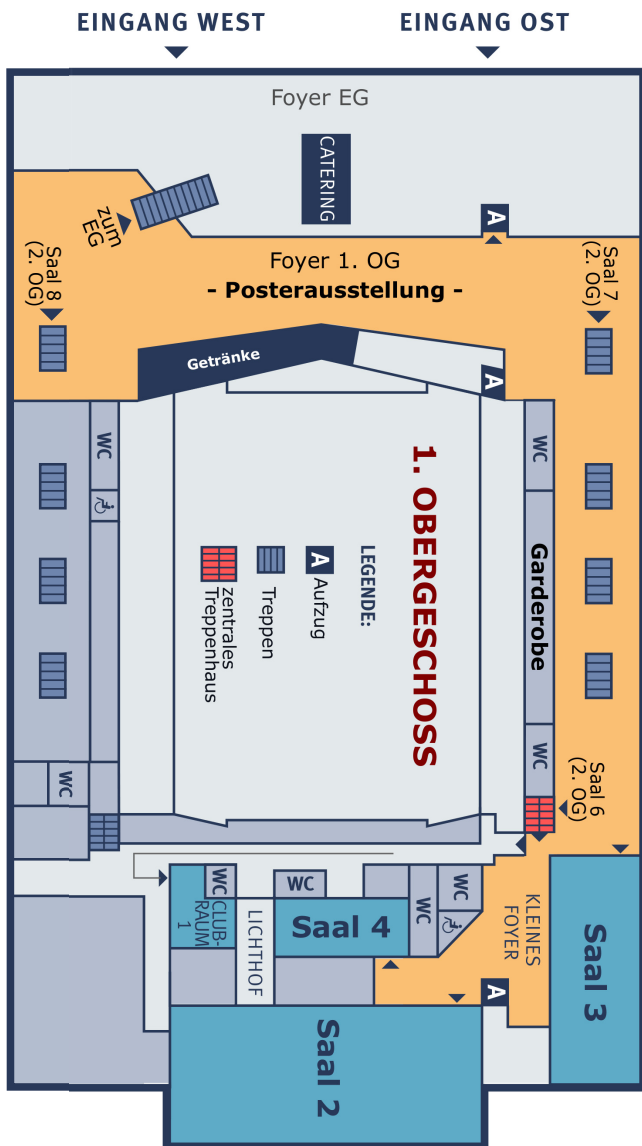 EINGANG WEST
EINGANG OST
Foyer EG
CATERING
A
zum
EG
Foyer 1. OG
- Posterausstellung -
Saal 8
(2. OG)
Saal 7
(2. OG)
Getränke
A
WC
WC
1. OBERGESCHOSS
LEGENDE:
A Aufzug
Treppen
zentrales
Treppenhaus
Garderobe
WC
WC
Saal 6
(2. OG)
WC
CLUB-
RAUM
1
LICHTHOF
WC
Saal 4
WC
WC
KLEINES
FOYER
A
Saal 3
Saal 2